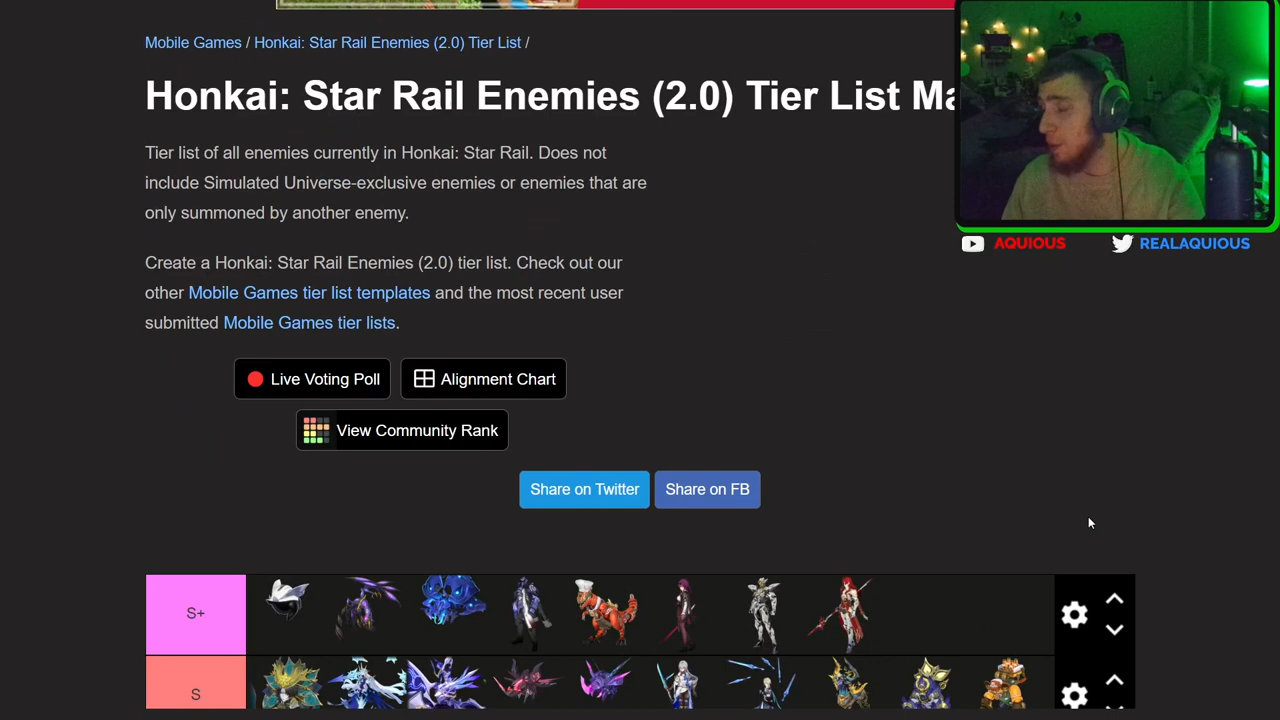 Mobile Games / Honkai: Star Rail Enemies (2.0) Tier List /
Honkai: Star Rail Enemies (2.0) Tier List
Tier list of all enemies currently in Honkai: Star Rail. Does not
include Simulated Universe-exclusive enemies or enemies that are
only summoned by another enemy.
AQUIOUS
REALAQUIOUS
Create a Honkai: Star Rail Enemies (2.0) tier list. Check out our
other Mobile Games tier list templates and the most recent user
submitted Mobile Games tier lists.
Live Voting Poll
Alignment Chart
View Community Rank
Share on Twitter
Share on FB
S+
S